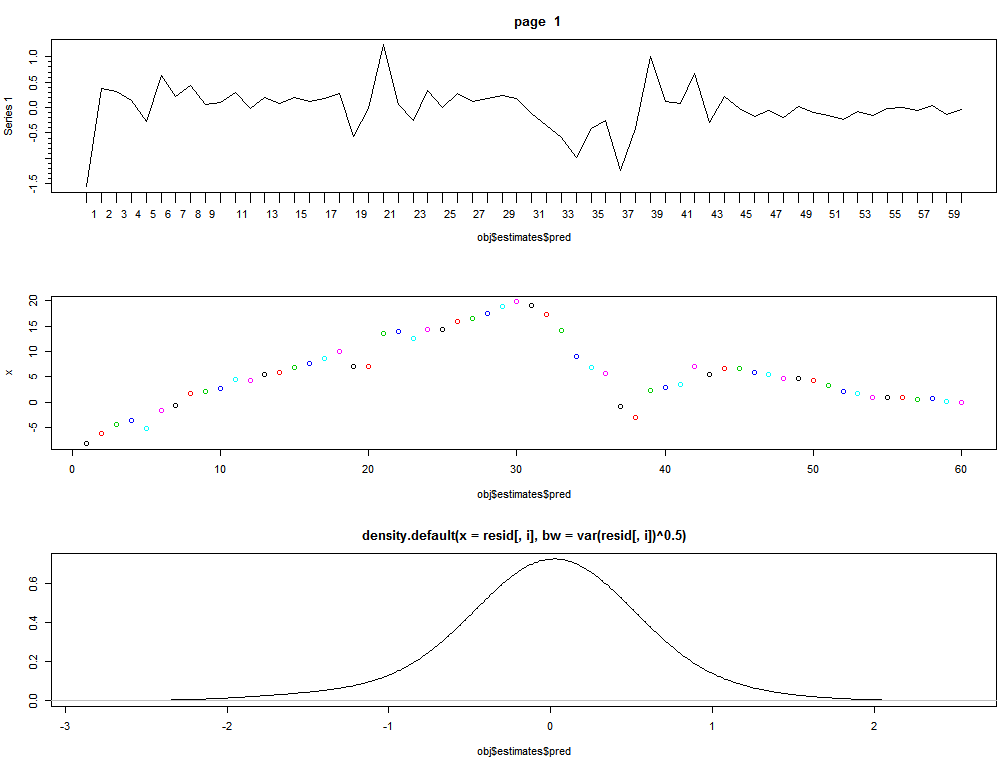 page 1
Series 1
-1.5 -0.5 0.0 0.5 1.0
1 2 3 4 5 6 7 8 9 11 13 15 17 19 21 23 25 27 29 31 33 35 37 39 41 43 45 47 49 51 53 55 57 59
obj$estimates$pred
x
-5 0 5 10 15 20
0 10 20 30 40 50 60
obj$estimates$pred
density.default(x = resid[, i], bw = var(resid[, i])^0.5)
0.0 0.2 0.4 0.6
-3 -2 -1 0 1 2
obj$estimates$pred